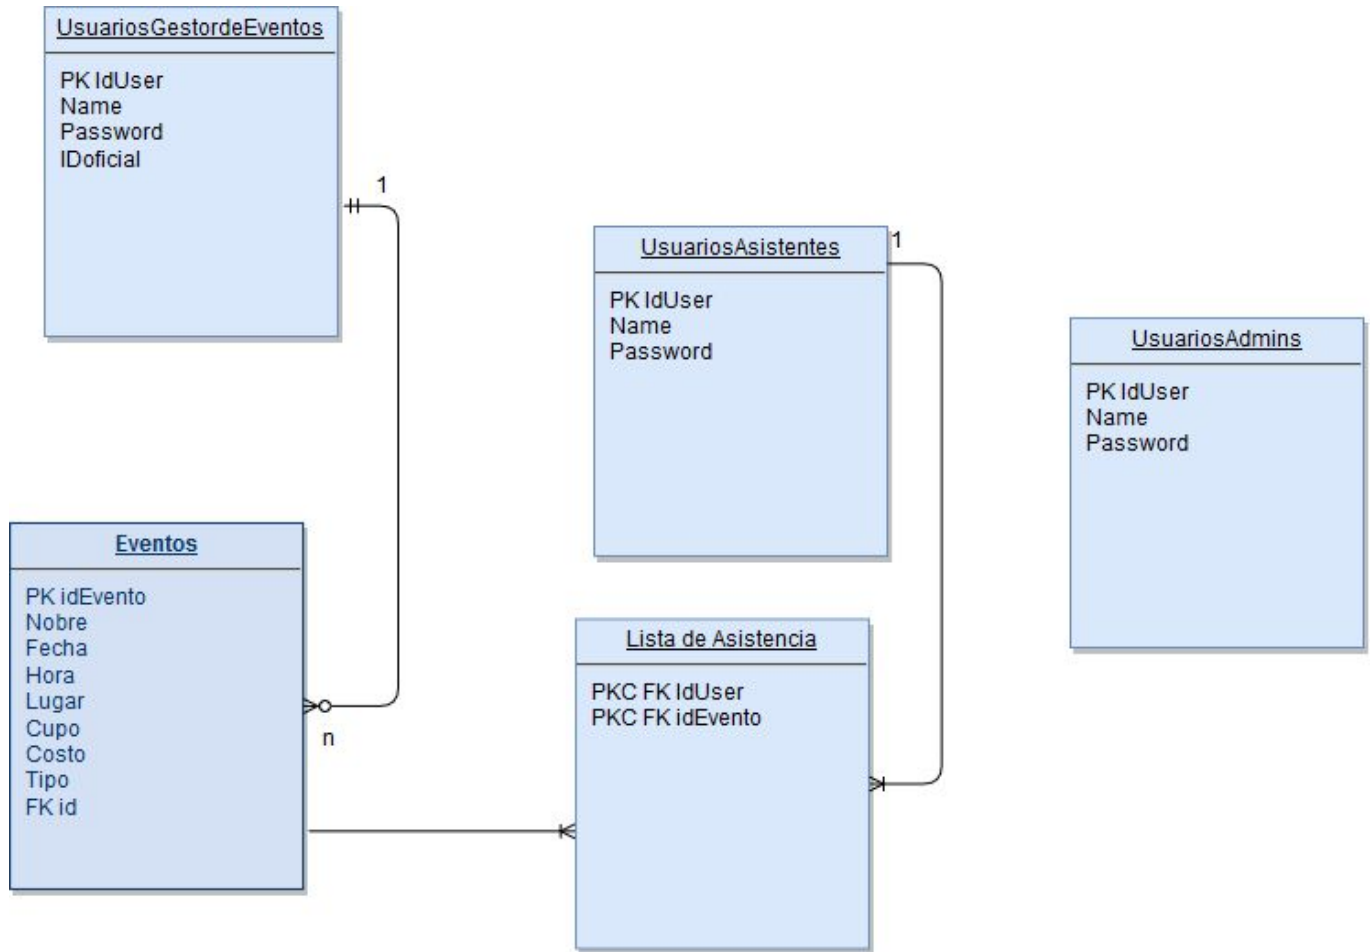 UsuariosGestordeEventos
PK IdUser
Name
Password
IDoficial
1
UsuariosAsistentes
1
PK IdUser
Name
Password
UsuariosAdmins
PK IdUser
Name
Password
Eventos
PK idEvento
Nobre
Fecha
Hora
Lugar
Cupo
Costo
Tipo
FK id
n
Lista de Asistencia
PKC FK IdUser
PKC FK idEvento